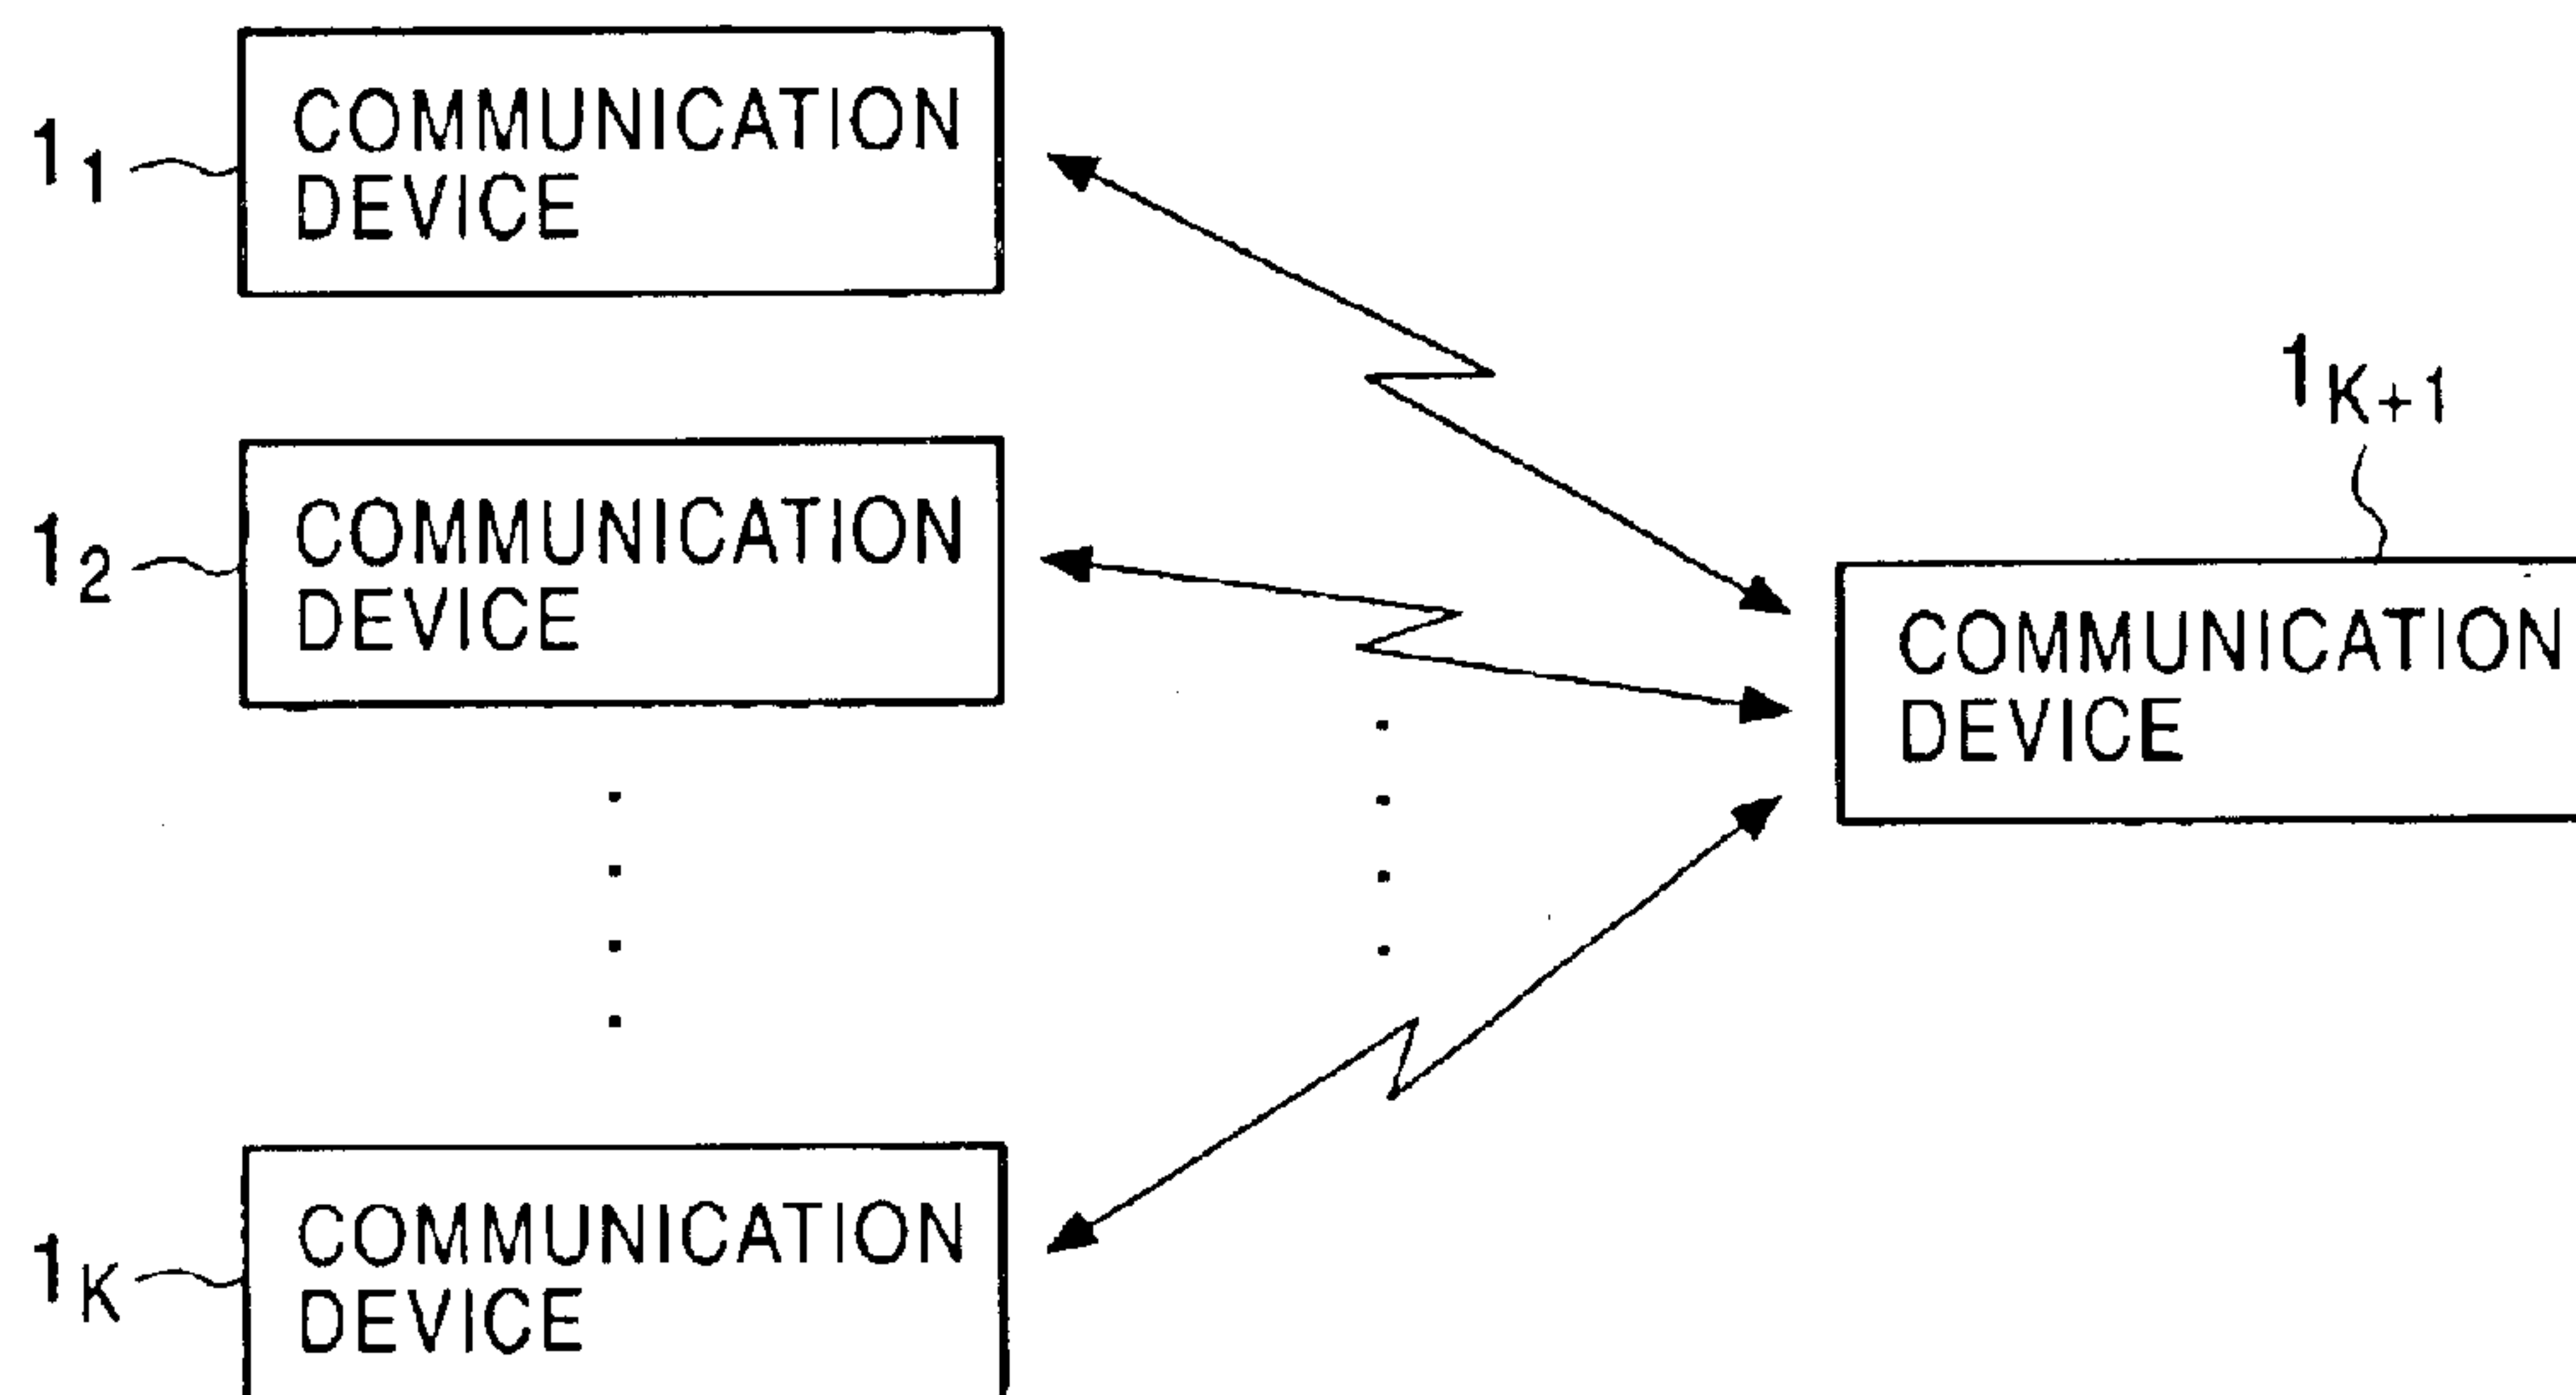 1₁ COMMUNICATION
DEVICE
1₂ COMMUNICATION
DEVICE
1K+1
COMMUNICATION
DEVICE
1K COMMUNICATION
DEVICE